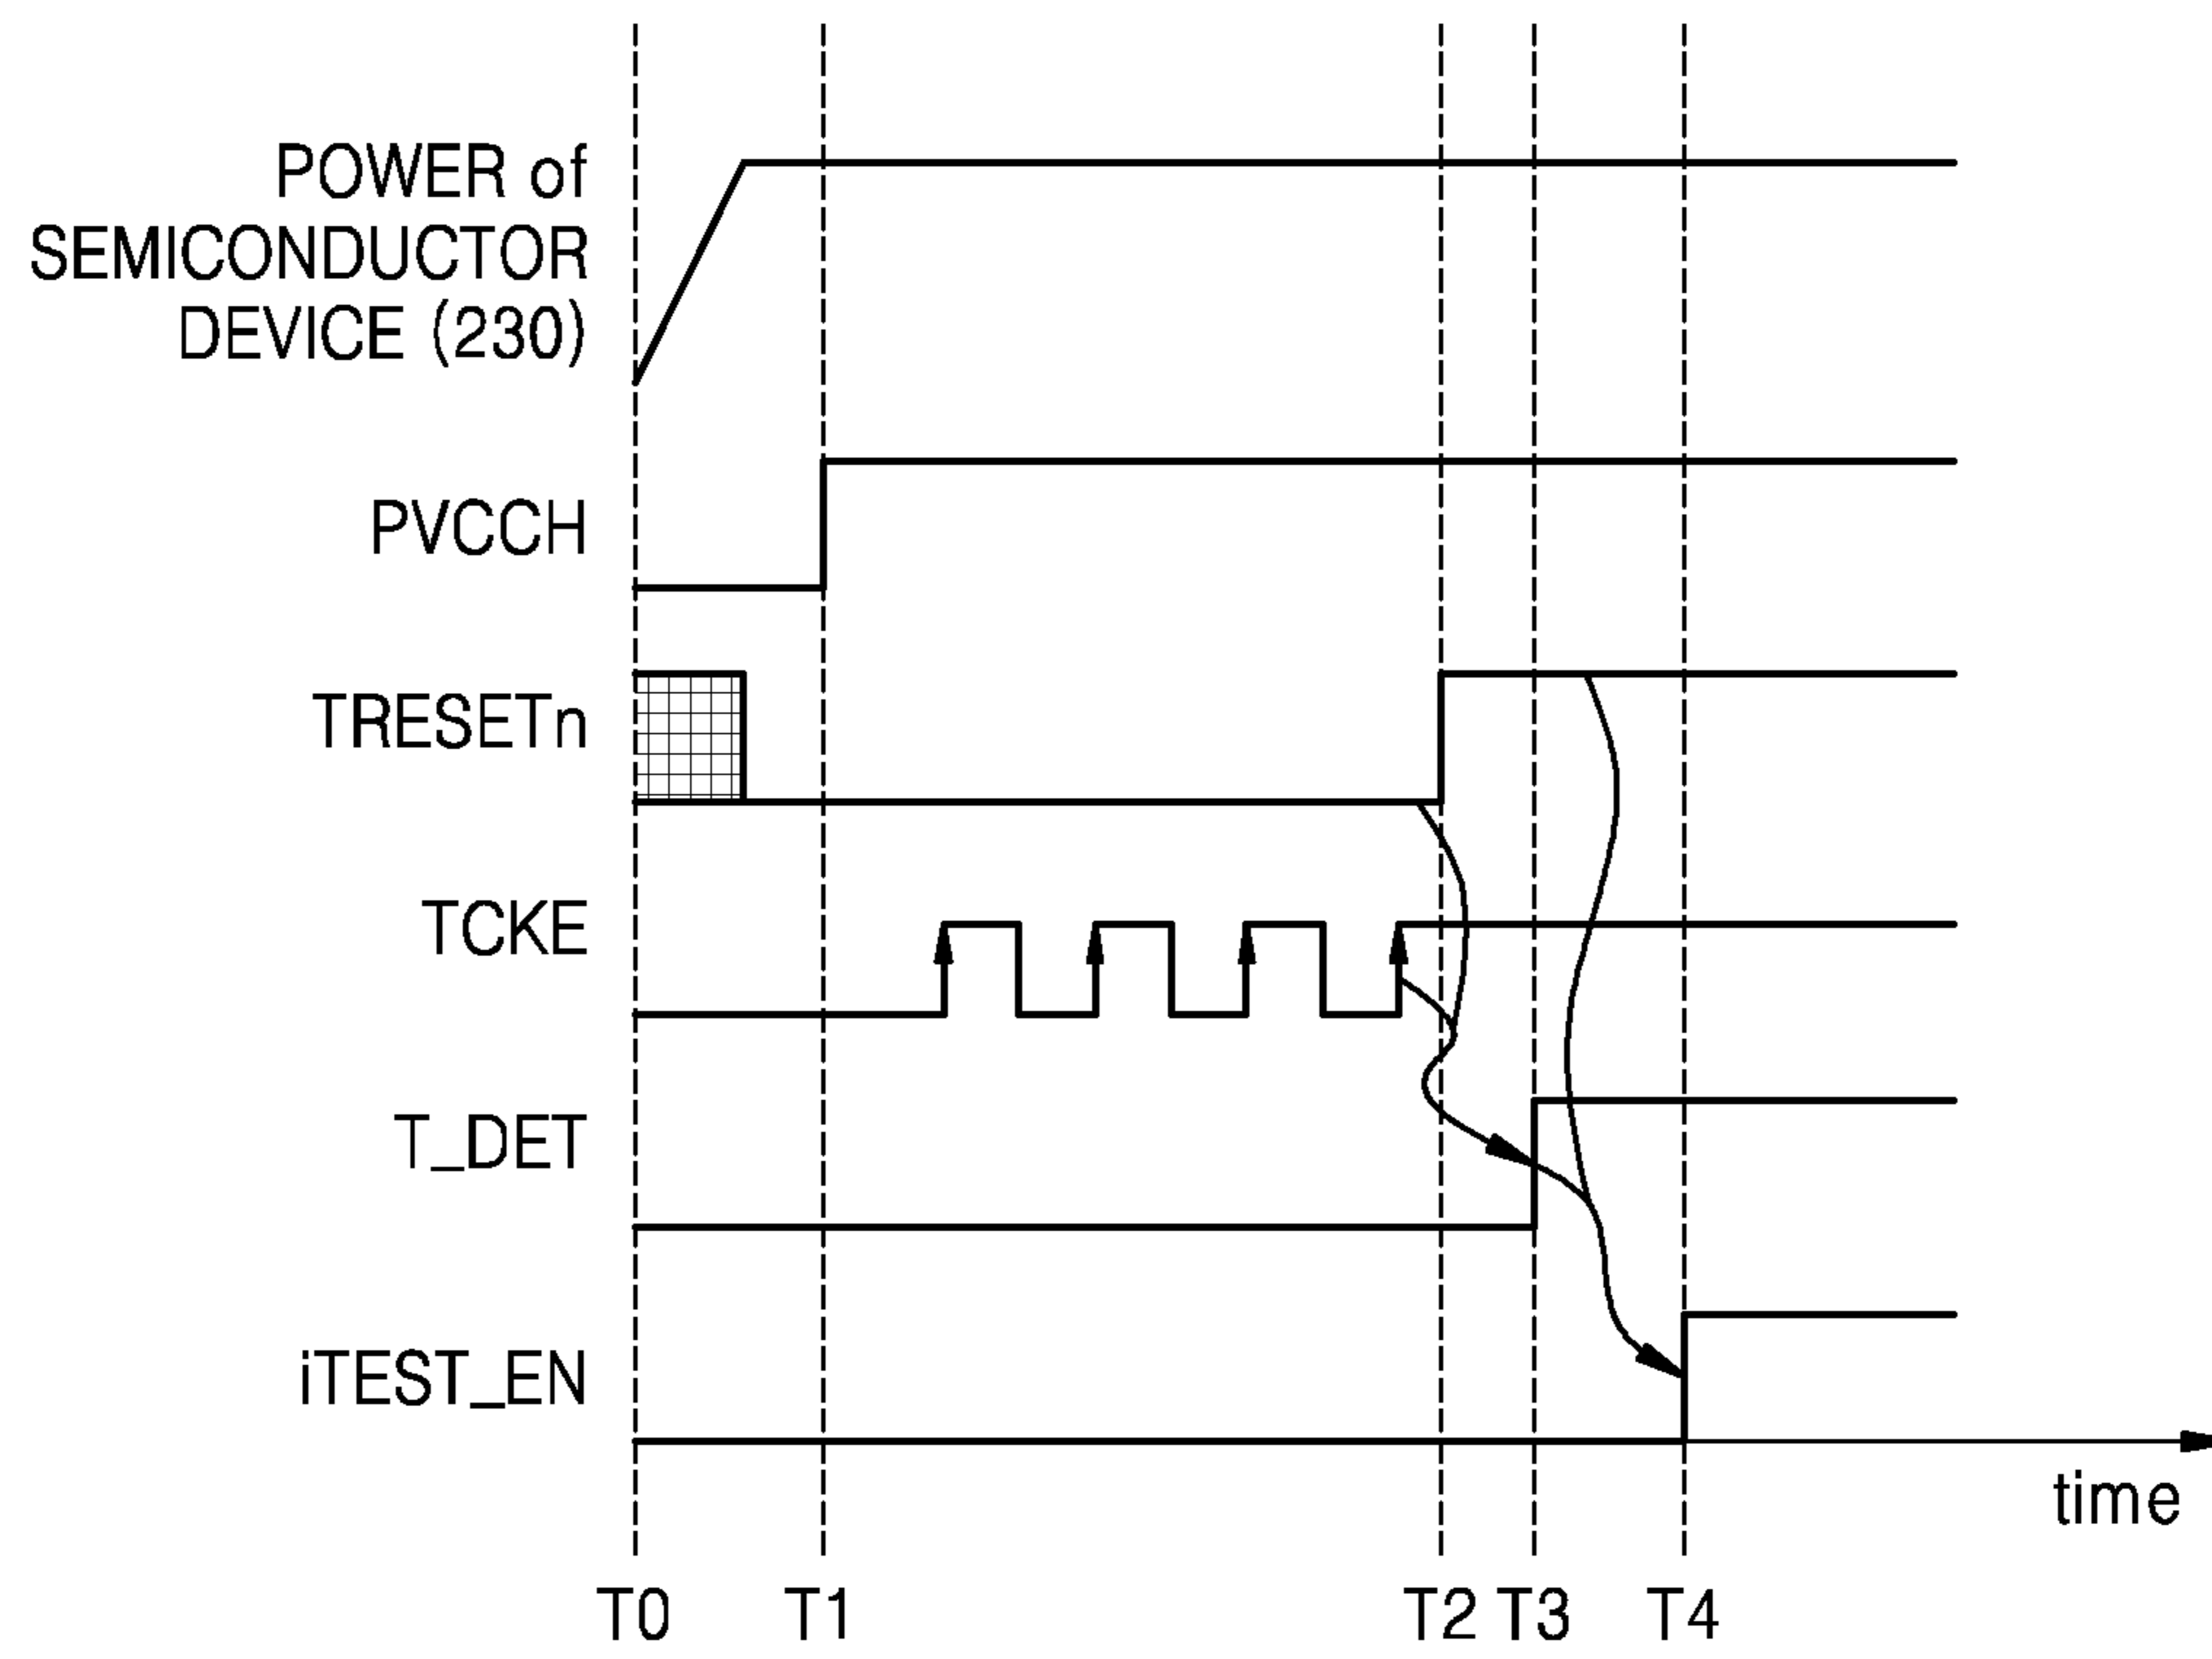 POWER of
SEMICONDUCTOR
DEVICE (230)
PVCCH
TRESETn
TCKE
T_DET
iTEST_EN
time
T0 T1 T2 T3 T4